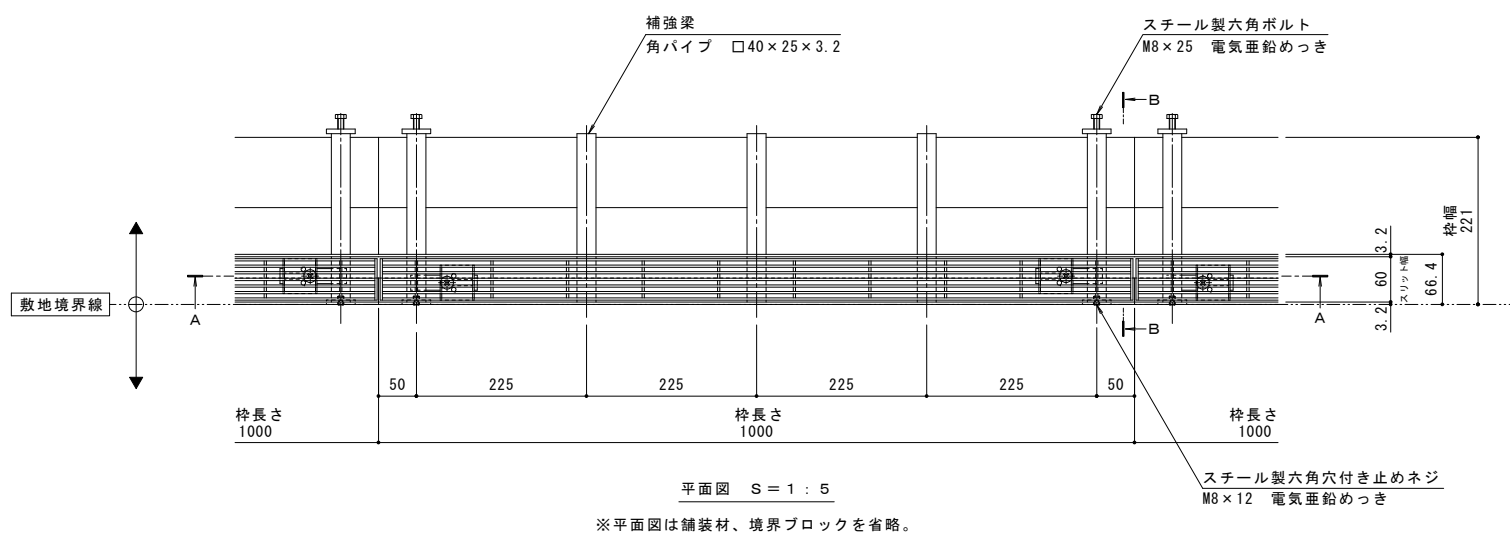 補強梁
角パイプ □40×25×3.2
スチール製六角ボルト
M8×25 電気亜鉛めっき
B
枠幅
221
3.2
60
スリット幅
66.4
3.2
敷地境界線
A
A
B
50
225
225
225
225
50
枠長さ
1000
枠長さ
1000
枠長さ
1000
スチール製六角穴付き止めネジ
M8×12 電気亜鉛めっき
平面図 S=1:5
※平面図は舗装材、境界ブロックを省略。